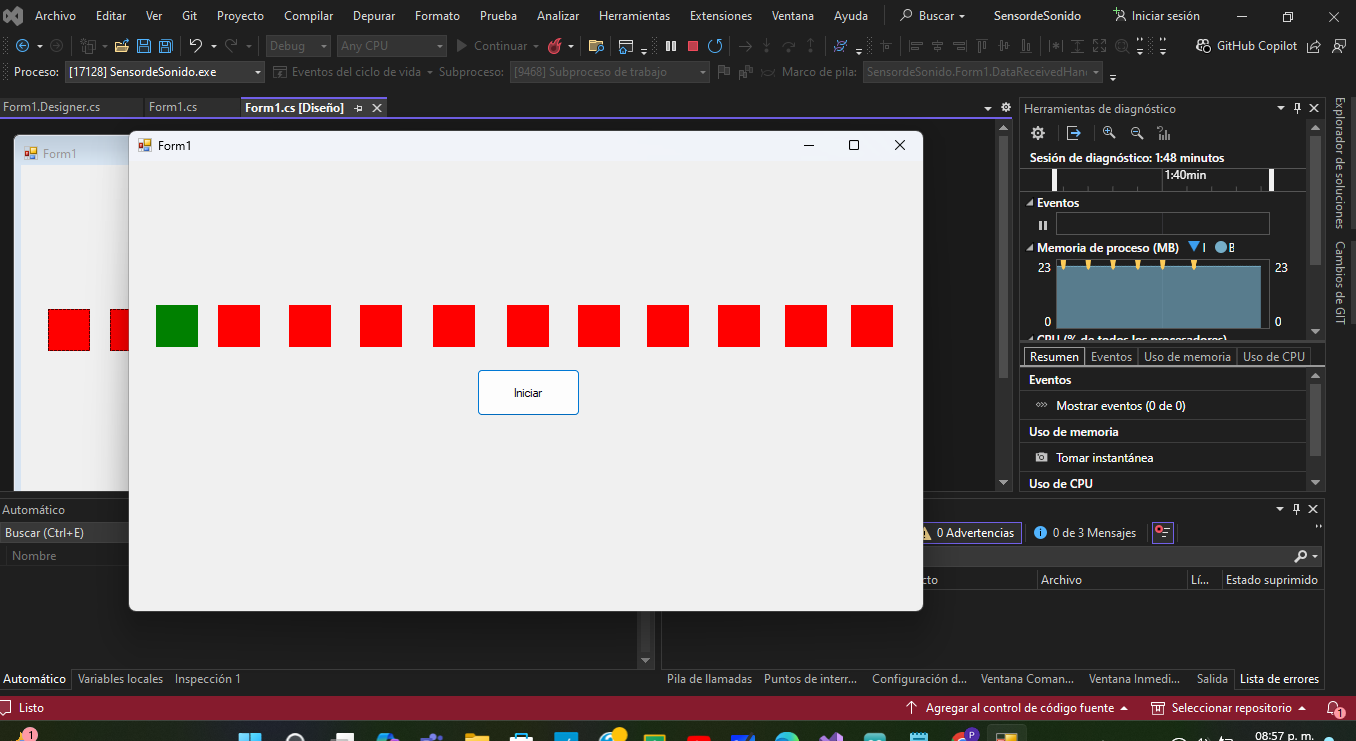 Archivo Editar Ver Git Proyecto Compilar Depurar Formato Prueba Analizar Herramientas Extensiones Ventana Ayuda Buscar SensordeSonido Iniciar sesión
Debug Any CPU Continuar GitHub Copilot
Proceso: [17128] SensordeSonido.exe Eventos del ciclo de vida Subproceso: [9468] Subproceso de trabajo Marco de pila: SensordeSonido.Form1.DataReceivedHan
Form1.Designer.cs Form1.cs Form1.cs [Diseño]
Form1
Form1
Iniciar
Herramientas de diagnóstico
Sesión de diagnóstico: 1:48 minutos
1:40min
Eventos
Memoria de proceso (MB) I B
23 23
0 0
CPU (% de todos los procesadores)
Resumen Eventos Uso de memoria Uso de CPU
Eventos
Mostrar eventos (0 de 0)
Uso de memoria
Tomar instantánea
Uso de CPU
Explorador de soluciones
Cambios de GIT
Automático
Buscar (Ctrl+E)
Nombre
0 Advertencias 0 de 3 Mensajes
cto Archivo Lí... Estado suprimido
Automático Variables locales Inspección 1
Pila de llamadas Puntos de interr... Configuración d... Ventana Coman... Ventana Inmedi... Salida Lista de errores
Listo Agregar al control de código fuente Seleccionar repositorio 1
1 P 08:57 p. m.